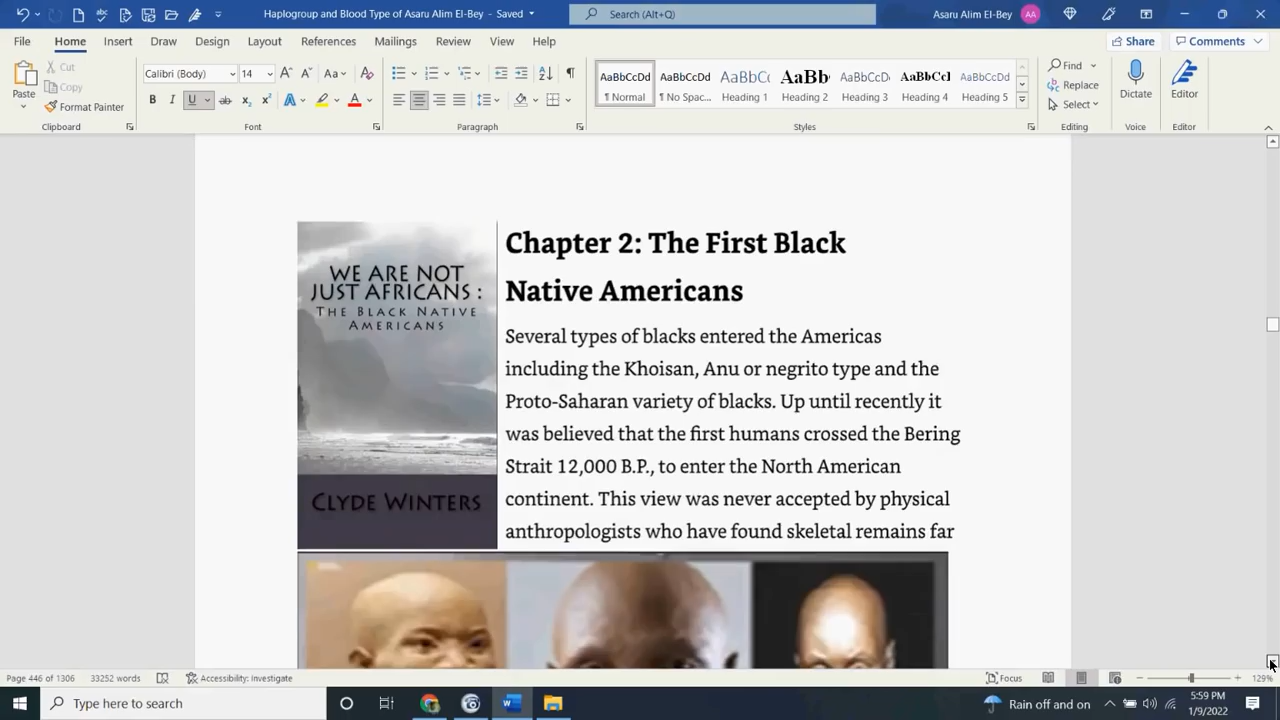 Haplogroup and Blood Type of Asaru Alim El-Bey - Saved
Search (Alt+Q)
Asaru Alim El-Bey
AA
File Home Insert Draw Design Layout References Mailings Review View Help
Share Comments
Paste
Cut
Copy
Format Painter
Clipboard
Calibri (Body) 14
Font
Paragraph
AaBbCcDd AaBbCcDd AaBbCc AaBb AaBbCcD AaBbCcI AaBbCcDd
¶ Normal ¶ No Spac... Heading 1 Heading 2 Heading 3 Heading 4 Heading 5
Styles
Find
Replace
Select
Editing
Dictate
Voice
Editor
Editor
WE ARE NOT
JUST AFRICANS :
THE BLACK NATIVE
AMERICANS
CLYDE WINTERS
Chapter 2: The First Black
Native Americans
Several types of blacks entered the Americas
including the Khoisan, Anu or negrito type and the
Proto-Saharan variety of blacks. Up until recently it
was believed that the first humans crossed the Bering
Strait 12,000 B.P., to enter the North American
continent. This view was never accepted by physical
anthropologists who have found skeletal remains far
Page 446 of 1306 33252 words Accessibility: Investigate
Focus 129%
Type here to search
Rain off and on
5:59 PM
1/9/2022